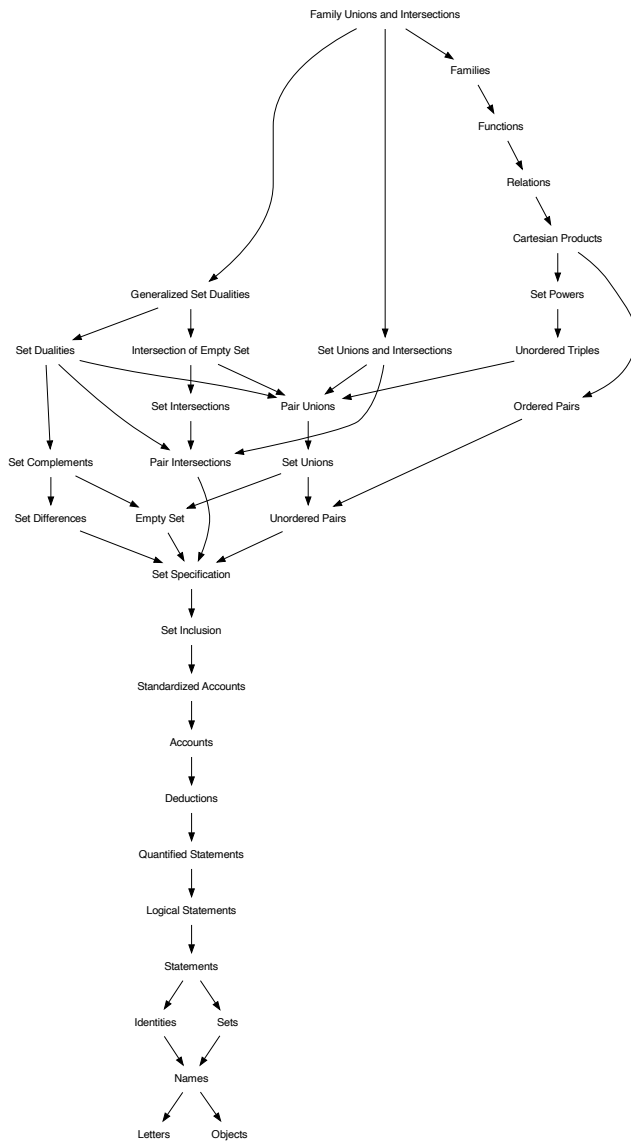 Family Unions and Intersections
Families
Functions
Relations
Cartesian Products
Generalized Set Dualities
Set Powers
Set Dualities
Intersection of Empty Set
Set Unions and Intersections
Unordered Triples
Set Intersections
Pair Unions
Ordered Pairs
Set Complements
Pair Intersections
Set Unions
Set Differences
Empty Set
Unordered Pairs
Set Specification
Set Inclusion
Standardized Accounts
Accounts
Deductions
Quantified Statements
Logical Statements
Statements
Identities
Sets
Names
Letters
Objects